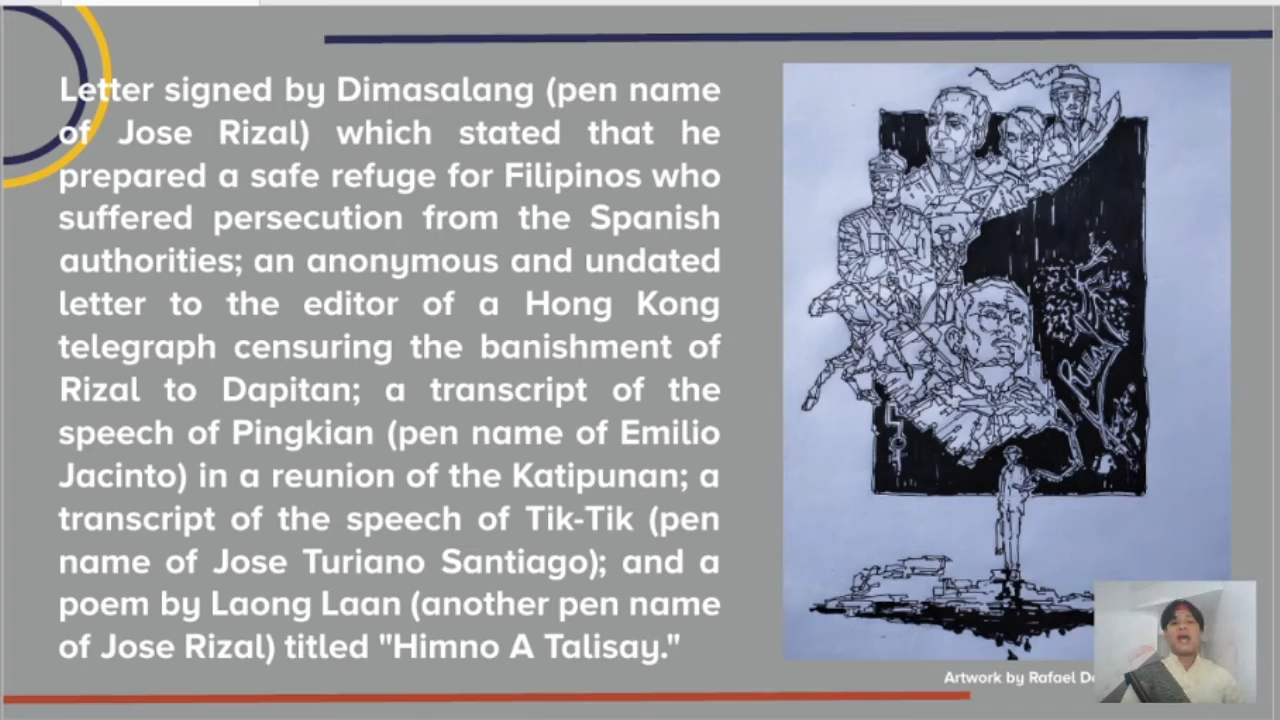 Letter signed by Dimasalang (pen name
of Jose Rizal) which stated that he
prepared a safe refuge for Filipinos who
suffered persecution from the Spanish
authorities; an anonymous and undated
letter to the editor of a Hong Kong
telegraph censuring the banishment of
Rizal to Dapitan; a transcript of the
speech of Pingkian (pen name of Emilio
Jacinto) in a reunion of the Katipunan; a
transcript of the speech of Tik-Tik (pen
name of Jose Turiano Santiago); and a
poem by Laong Laan (another pen name
of Jose Rizal) titled "Himno A Talisay."
Artwork by Rafael